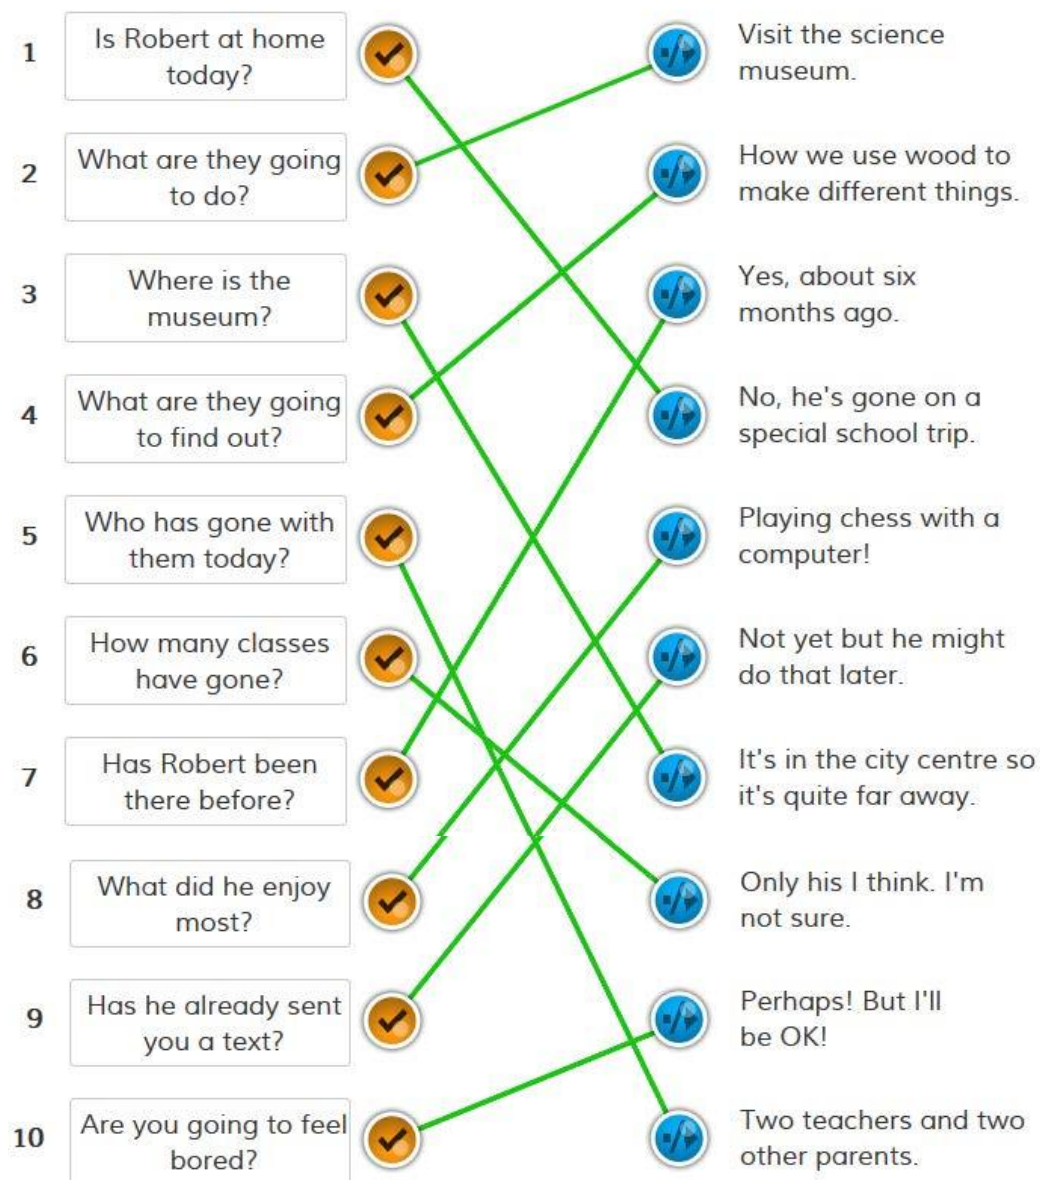 1
Is Robert at home
today?
Visit the science
museum.
2
What are they going
to do?
How we use wood to
make different things.
3
Where is the
museum?
Yes, about six
months ago.
4
What are they going
to find out?
No, he's gone on a
special school trip.
5
Who has gone with
them today?
Playing chess with a
computer!
6
How many classes
have gone?
Not yet but he might
do that later.
7
Has Robert been
there before?
It's in the city centre so
it's quite far away.
8
What did he enjoy
most?
Only his I think. I'm
not sure.
9
Has he already sent
you a text?
Perhaps! But I'll
be OK!
10
Are you going to feel
bored?
Two teachers and two
other parents.